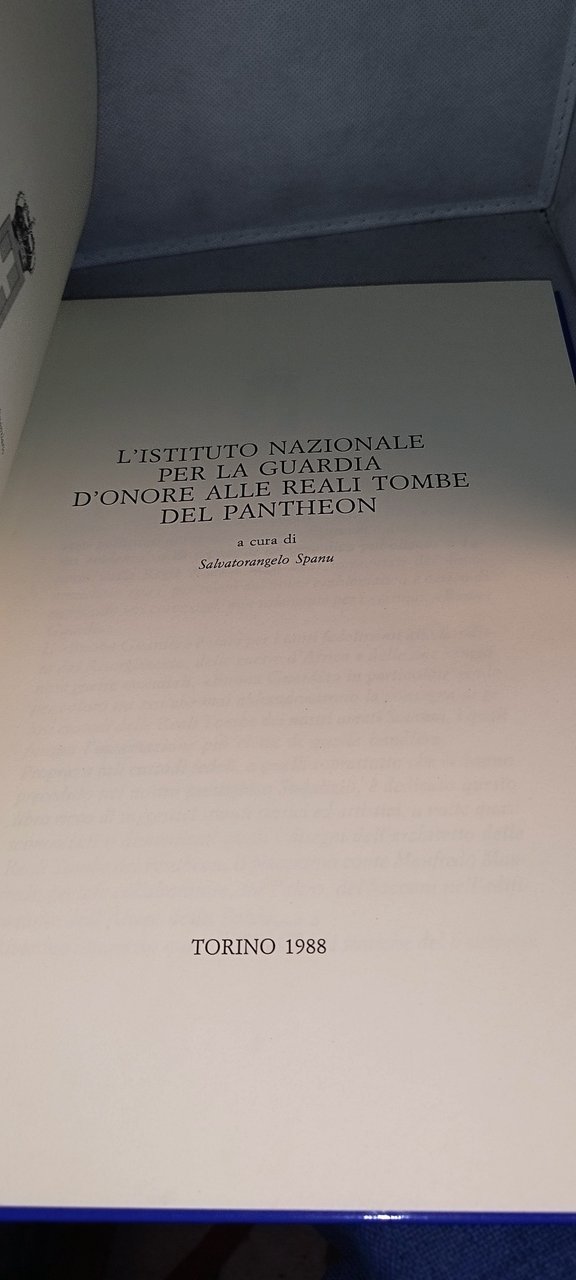 L'ISTITUTO NAZIONALE
PER LA GUARDIA
D'ONORE ALLE REALI TOMBE
DEL PANTHEON
a cura di
Salvatorangelo Spanu
TORINO 1988